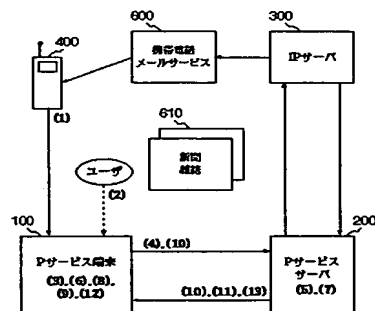 600
300
400
携帯電話
メールサービス
IPサーバ
(1)
610
新聞
雑誌
ユーザ
(2)
100
200
(4)、(10)
Pサービス端末
(3)、(6)、(8)、
(9)、(12)
Pサービス
サーバ
(5)、(7)
(10)、(11)、(13)